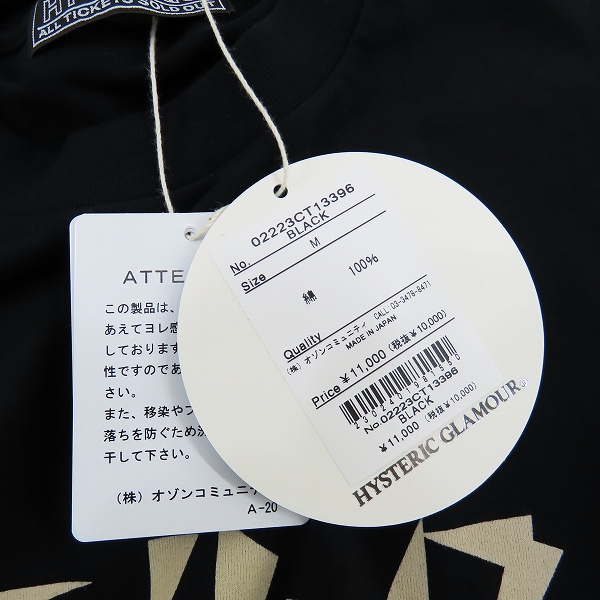 ALL TICKETS SOLD OUT
No. 02223CT13396
BLACK
Size M
綿 100%
Quality
(株)オゾンコミュニティ CALL 03-3478-8471
MADE IN JAPAN
Price ¥11,000 (税抜¥10,000)
No.02223CT13396
BLACK
¥11,000 (税抜¥10,000)
HYSTERIC GLAMOUR
ATTE
この製品は、
あえてヨレ感
しております
性ですのであ
さい。
また、移染や
落ちを防ぐため
干して下さい。
(株)オゾンコミュニテ
A-20